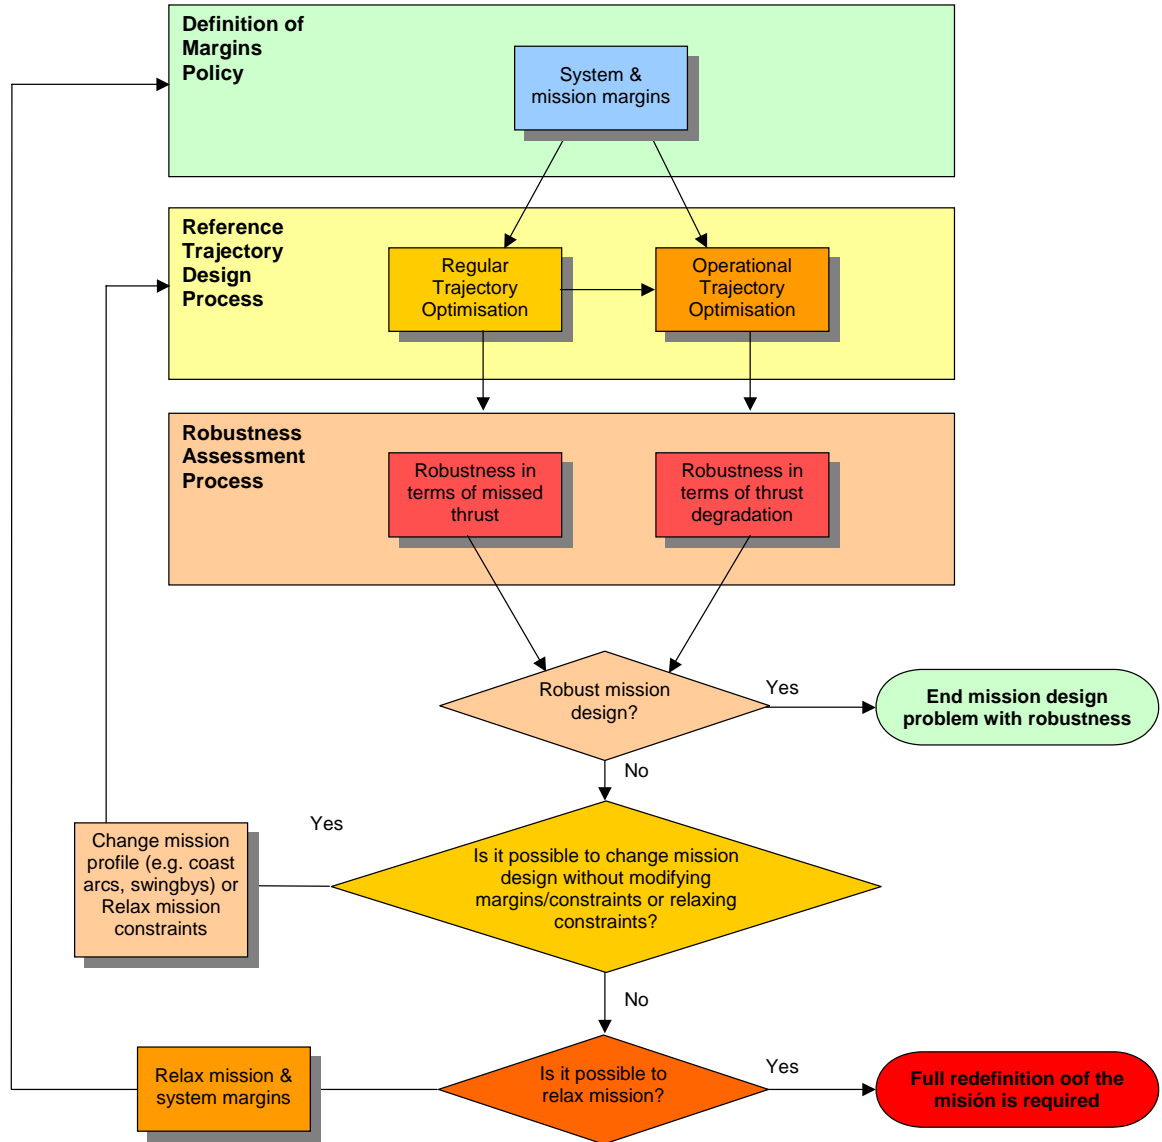 Definition of
Margins
Policy
System &
mission margins
Reference
Trajectory
Design
Process
Regular
Trajectory
Optimisation
Operational
Trajectory
Optimisation
Robustness
Assessment
Process
Robustness in
terms of missed
thrust
Robustness in
terms of thrust
degradation
Robust mission
design?
Yes
End mission design
problem with robustness
No
Yes
Change mission
profile (e.g. coast
arcs, swingbys) or
Relax mission
constraints
Is it possible to change mission
design without modifying
margins/constraints or relaxing
constraints?
No
Relax mission &
system margins
Is it possible to
relax mission?
Yes
Full redefinition oof the
misión is required